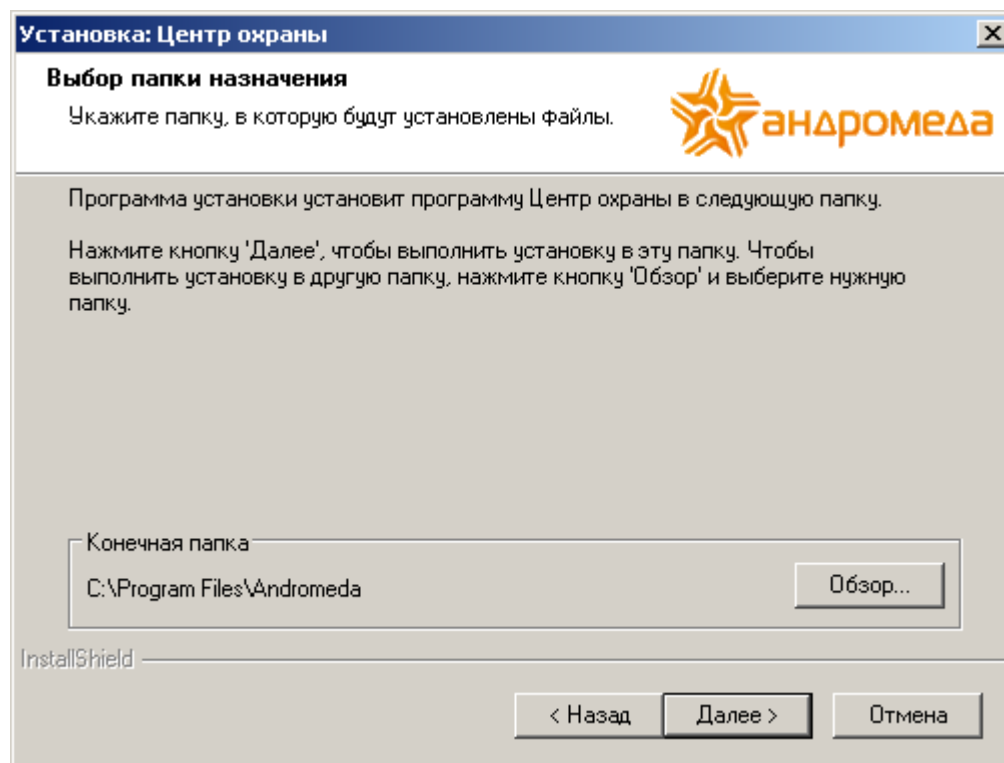 Установка: Центр охраны
Выбор папки назначения
Укажите папку, в которую будут установлены файлы.
андромеда
Программа установки установит программу Центр охраны в следующую папку.
Нажмите кнопку 'Далее', чтобы выполнить установку в эту папку. Чтобы
выполнить установку в другую папку, нажмите кнопку 'Обзор' и выберите нужную
папку.
Конечная папка
C:\Program Files\Andromeda
Обзор...
InstallShield
< Назад
Далее >
Отмена